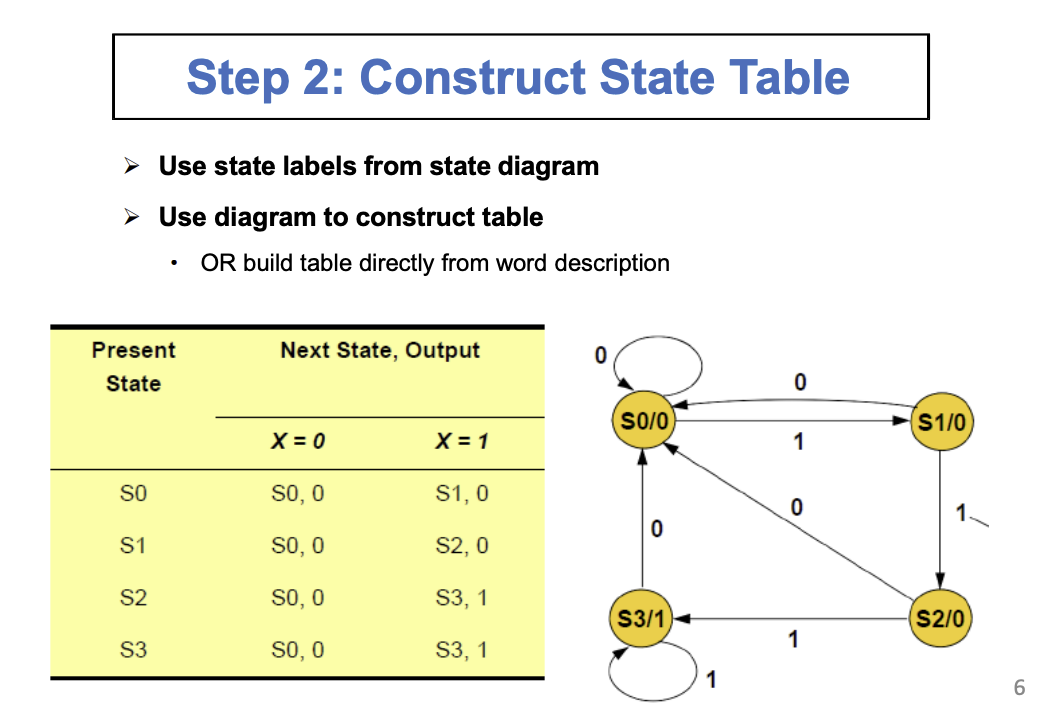 Step 2: Construct State Table
➢ Use state labels from state diagram
➢ Use diagram to construct table
• OR build table directly from word description
Present State Next State, Output
X = 0 X = 1
S0 S0, 0 S1, 0
S1 S0, 0 S2, 0
S2 S0, 0 S3, 1
S3 S0, 0 S3, 1
0
0
S0/0 S1/0
1
0 1
0
S3/1 S2/0
1
1
6